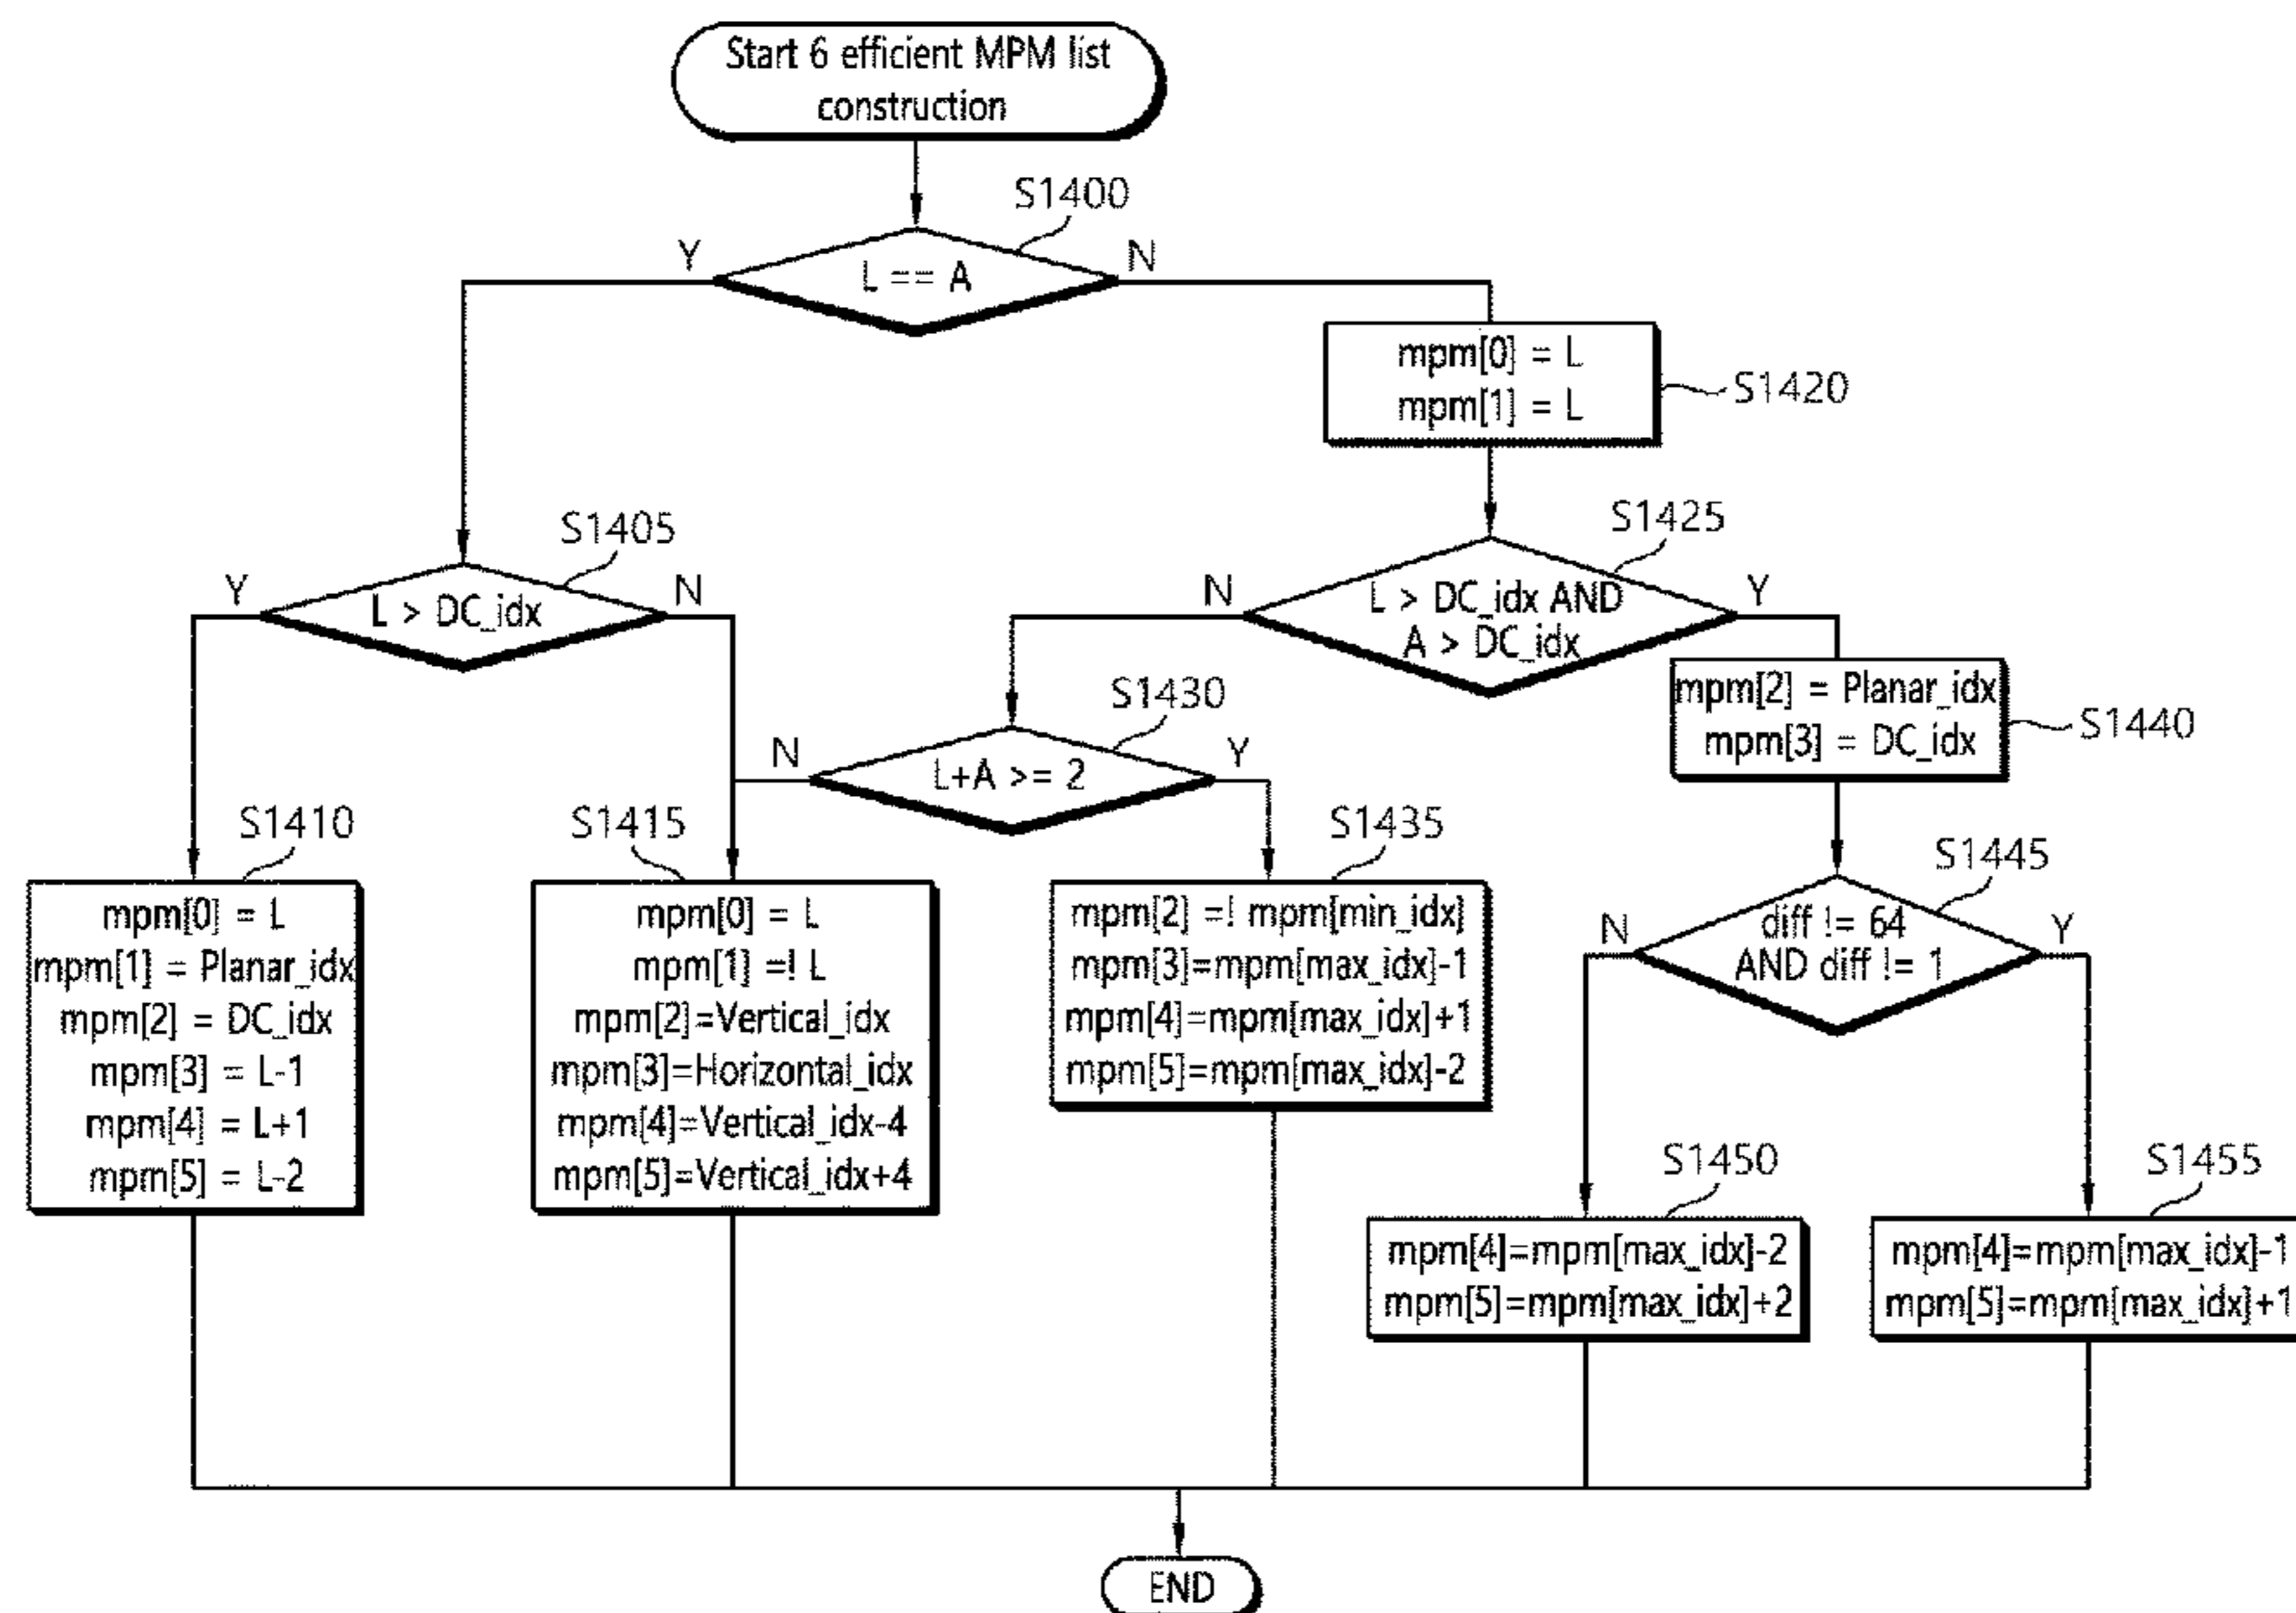 Start 6 efficient MPM list
construction
S1400
Y
N
L == A
mpm[0] = L
mpm[1] = L
S1420
S1405
Y
N
L > DC_idx
S1425
N
Y
L > DC_idx AND
A > DC_idx
mpm[2] = Planar_idx
mpm[3] = DC_idx
S1440
S1430
N
Y
L+A >= 2
S1410
mpm[0] = L
mpm[1] = Planar_idx
mpm[2] = DC_idx
mpm[3] = L-1
mpm[4] = L+1
mpm[5] = L-2
S1415
mpm[0] = L
mpm[1] =! L
mpm[2]=Vertical_idx
mpm[3]=Horizontal_idx
mpm[4]=Vertical_idx-4
mpm[5]=Vertical_idx+4
S1435
mpm[2] =! mpm[min_idx]
mpm[3]=mpm[max_idx]-1
mpm[4]=mpm[max_idx]+1
mpm[5]=mpm[max_idx]-2
S1445
N
Y
diff != 64
AND diff != 1
S1450
mpm[4]=mpm[max_idx]-2
mpm[5]=mpm[max_idx]+2
S1455
mpm[4]=mpm[max_idx]-1
mpm[5]=mpm[max_idx]+1
END